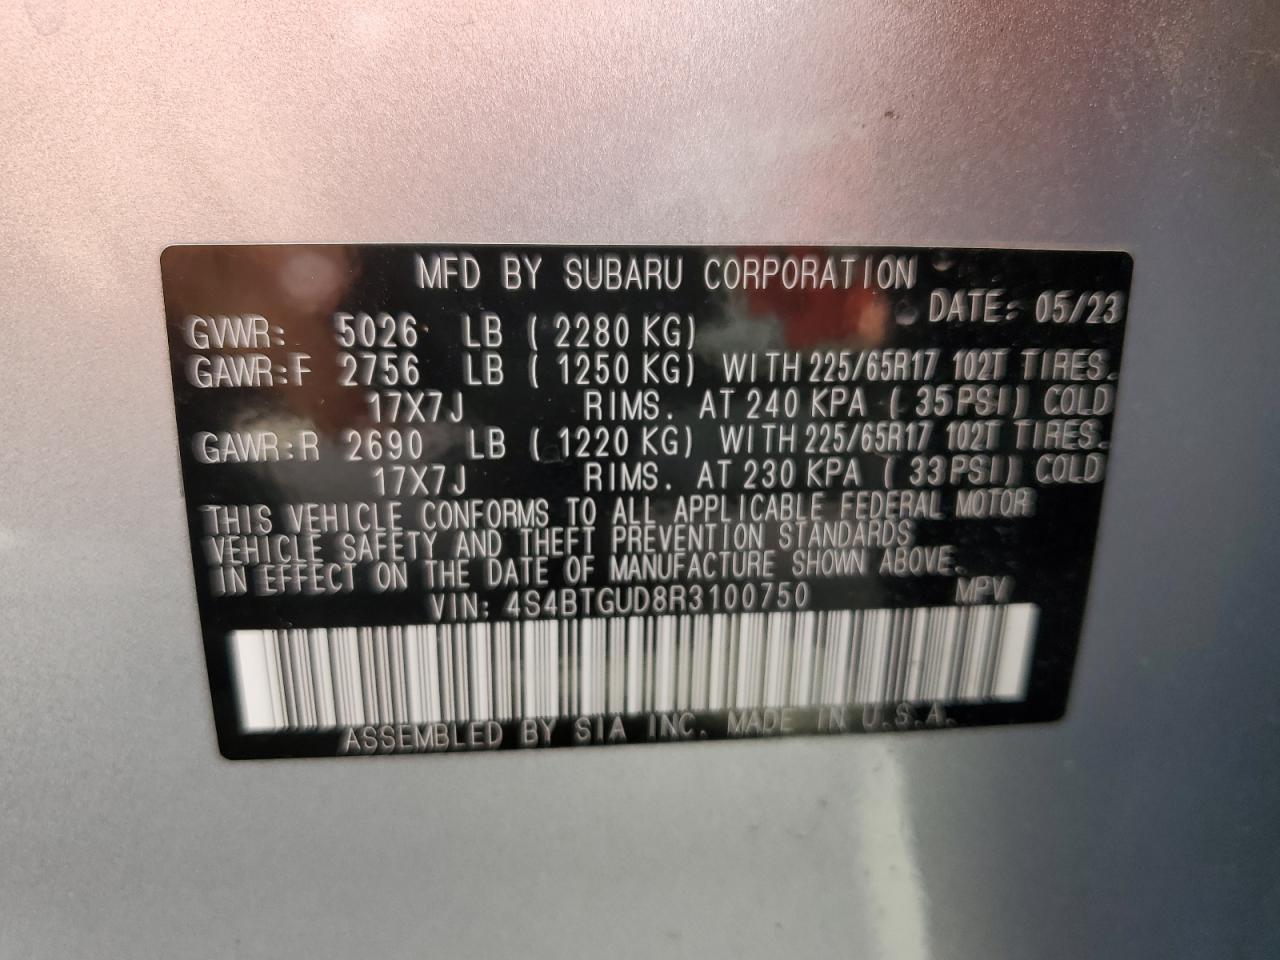 MFD BY SUBARU CORPORATION
DATE: 05/23
GVWR: 5026 LB ( 2280 KG)
GAWR:F 2756 LB ( 1250 KG) WITH 225/65R17 102T TIRES.
17X7J RIMS. AT 240 KPA ( 35PSI) COLD
GAWR:R 2690 LB ( 1220 KG) WITH 225/65R17 102T TIRES.
17X7J RIMS. AT 230 KPA ( 33PSI) COLD
THIS VEHICLE CONFORMS TO ALL APPLICABLE FEDERAL MOTOR
VEHICLE SAFETY AND THEFT PREVENTION STANDARDS
IN EFFECT ON THE DATE OF MANUFACTURE SHOWN ABOVE.
VIN: 4S4BTGUD8R3100750 MPV
ASSEMBLED BY SIA INC. MADE IN U.S.A.